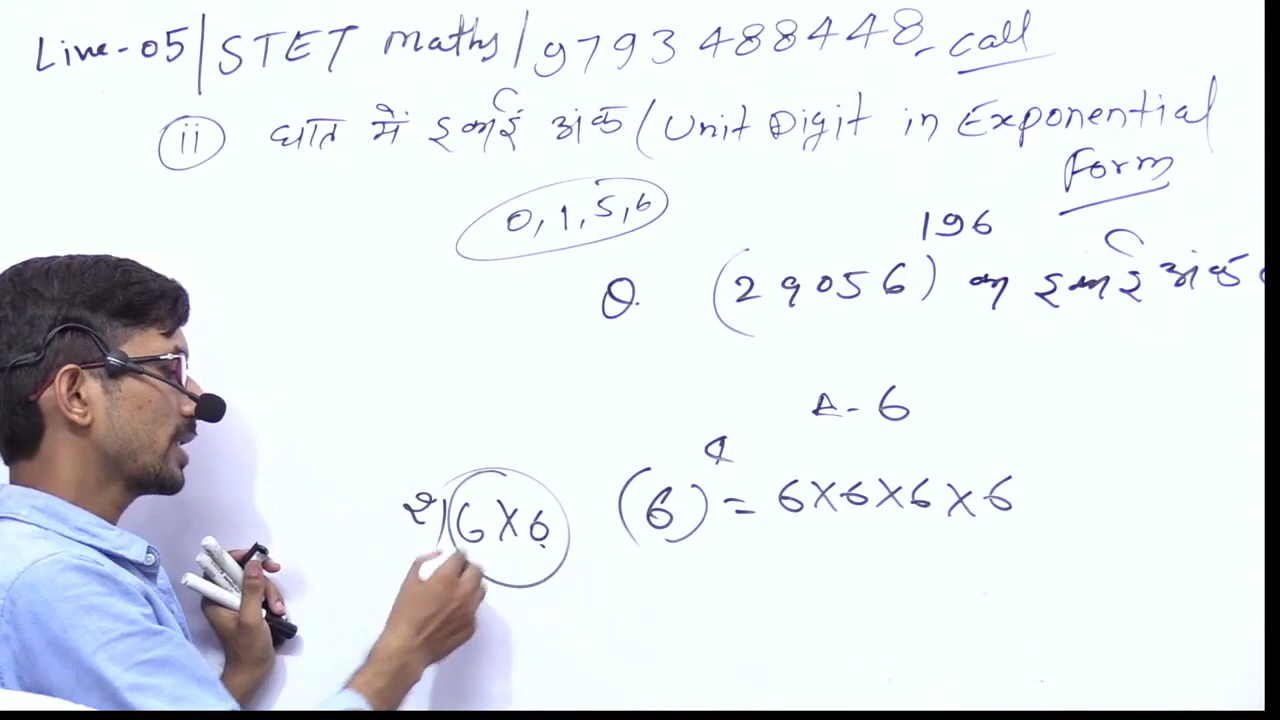 Live-05/STET maths/9793488448-call
(ii) घात में इकाई अंक/Unit Digit in Exponential Form
0, 1, 5, 6
Q. (29056)¹⁹⁶ का इकाई अंक
A- 6
6×6 (6)⁴ = 6×6×6×6